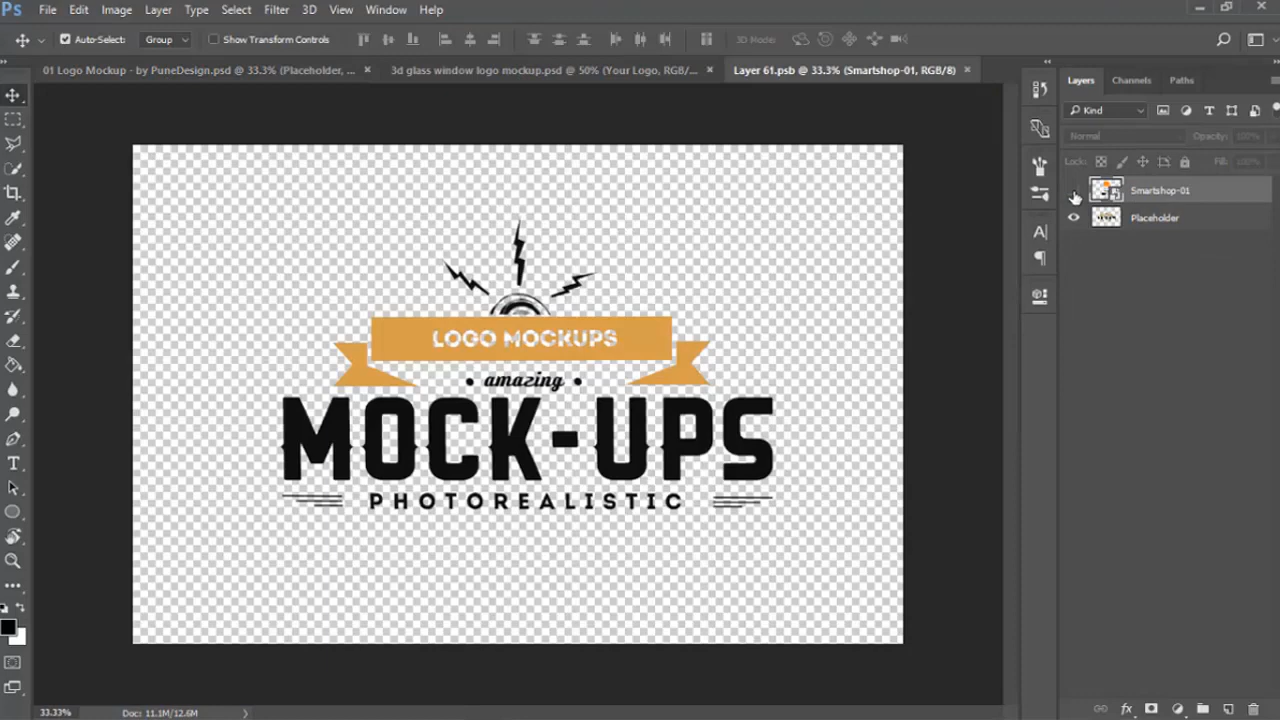 Ps File Edit Image Layer Type Select Filter 3D View Window Help
Auto-Select: Group Show Transform Controls 3D Mode:
01 Logo Mockup - by PuneDesign.psd @ 33.3% (Placeholder, ... × 3d glass window logo mockup.psd @ 50% (Your Logo, RGB/... × Layer 61.psb @ 33.3% (Smartshop-01, RGB/8) ×
Layers Channels Paths
Kind
Normal Opacity: 100%
Lock: Fill: 100%
Smartshop-01
Placeholder
LOGO MOCKUPS
• amazing •
MOCK-UPS
PHOTOREALISTIC
33.33% Doc: 11.1M/12.6M